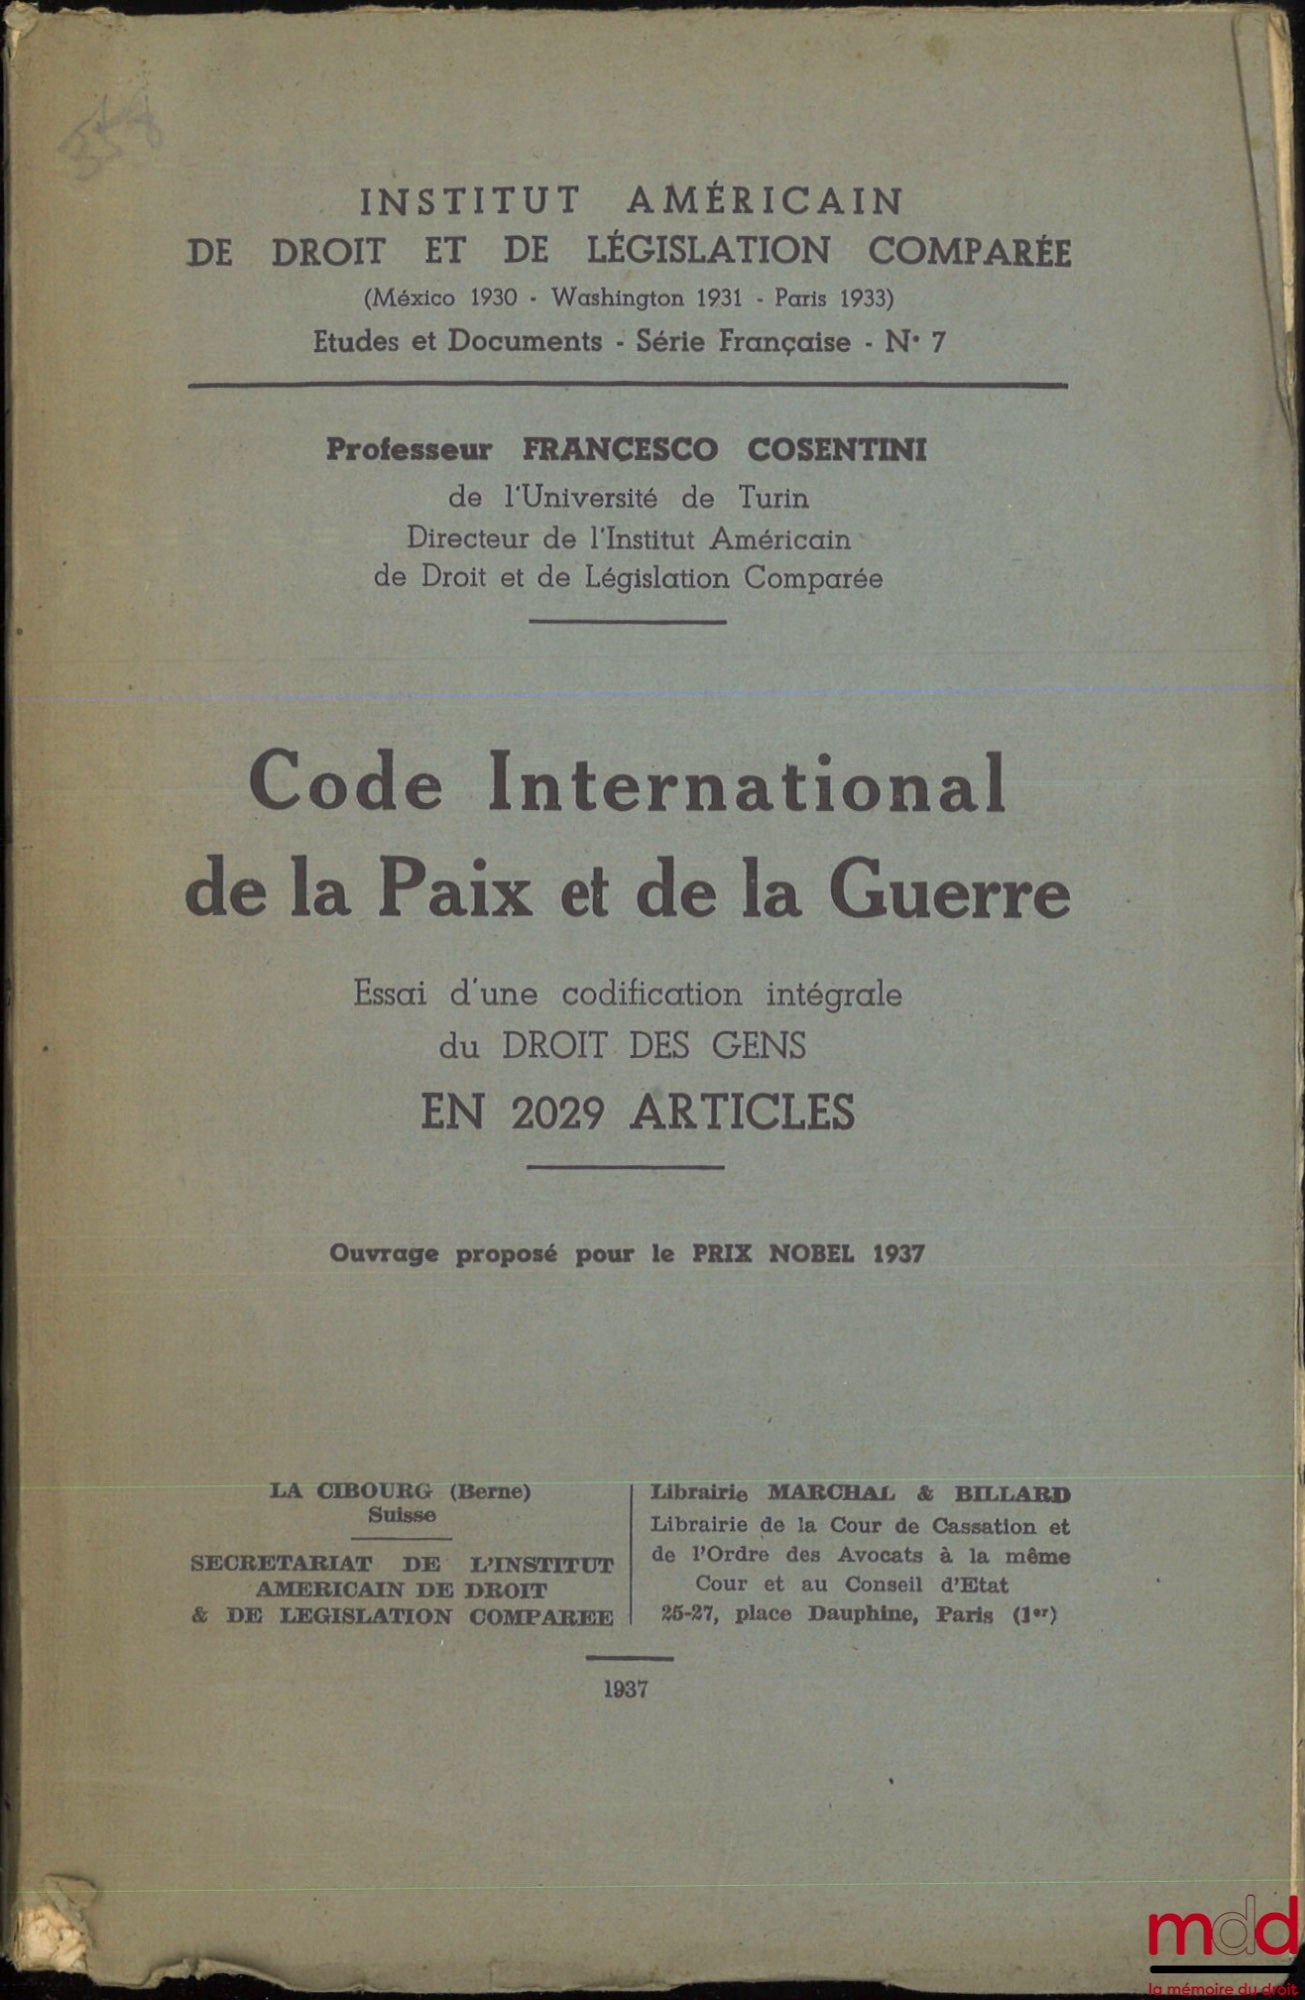 358
INSTITUT AMÉRICAIN
DE DROIT ET DE LÉGISLATION COMPARÉE
(México 1930 - Washington 1931 - Paris 1933)
Etudes et Documents - Série Française - N° 7
Professeur FRANCESCO COSENTINI
de l'Université de Turin
Directeur de l'Institut Américain
de Droit et de Législation Comparée
Code International
de la Paix et de la Guerre
Essai d'une codification intégrale
du DROIT DES GENS
EN 2029 ARTICLES
Ouvrage proposé pour le PRIX NOBEL 1937
LA CIBOURG (Berne)
Suisse
SECRETARIAT DE L'INSTITUT
AMERICAIN DE DROIT
& DE LEGISLATION COMPAREE
Librairie MARCHAL & BILLARD
Librairie de la Cour de Cassation et
de l'Ordre des Avocats à la même
Cour et au Conseil d'Etat
25-27, place Dauphine, Paris (1er)
1937
mdd
la mémoire du droit